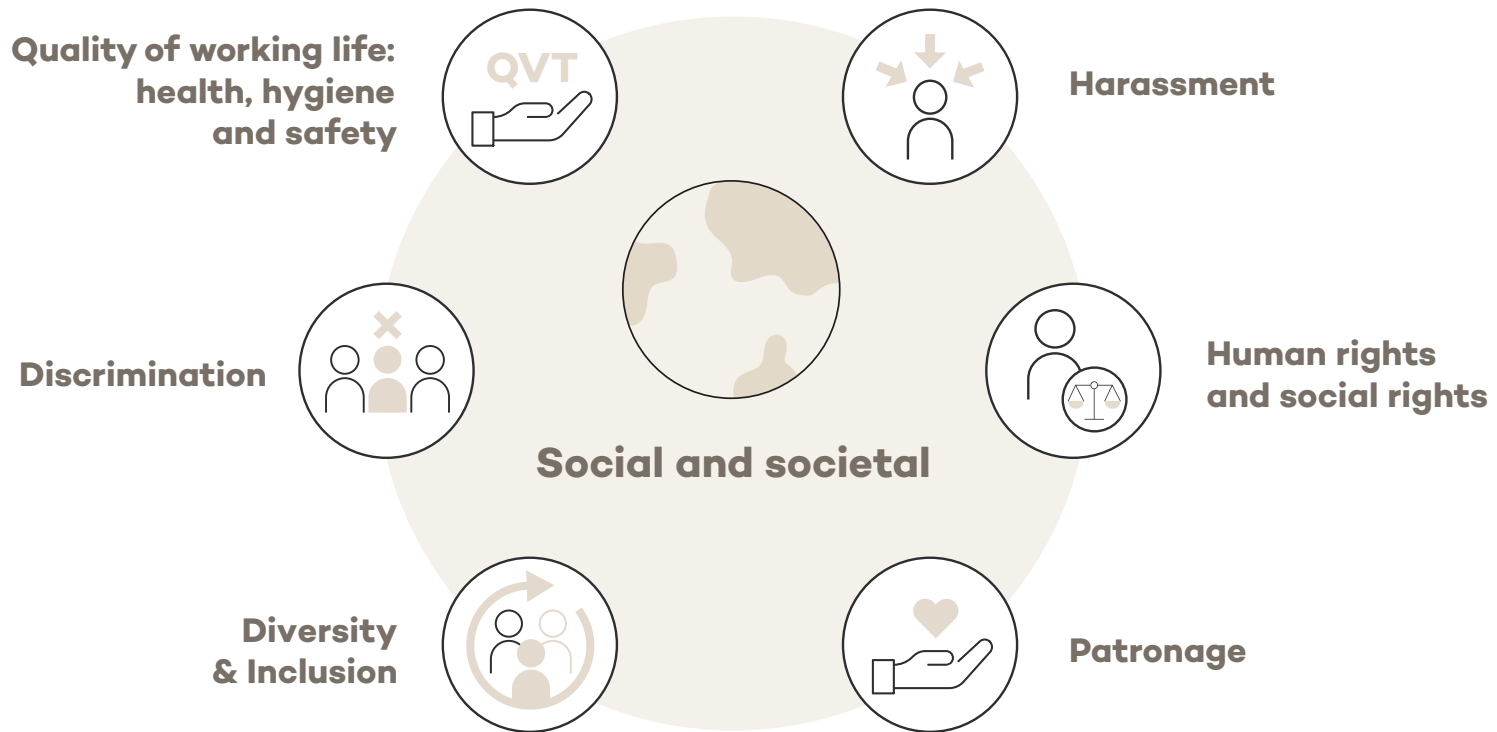 Quality of working life:
health, hygiene
and safety
QVT
Harassment
Discrimination
Human rights
and social rights
Social and societal
Diversity
& Inclusion
Patronage